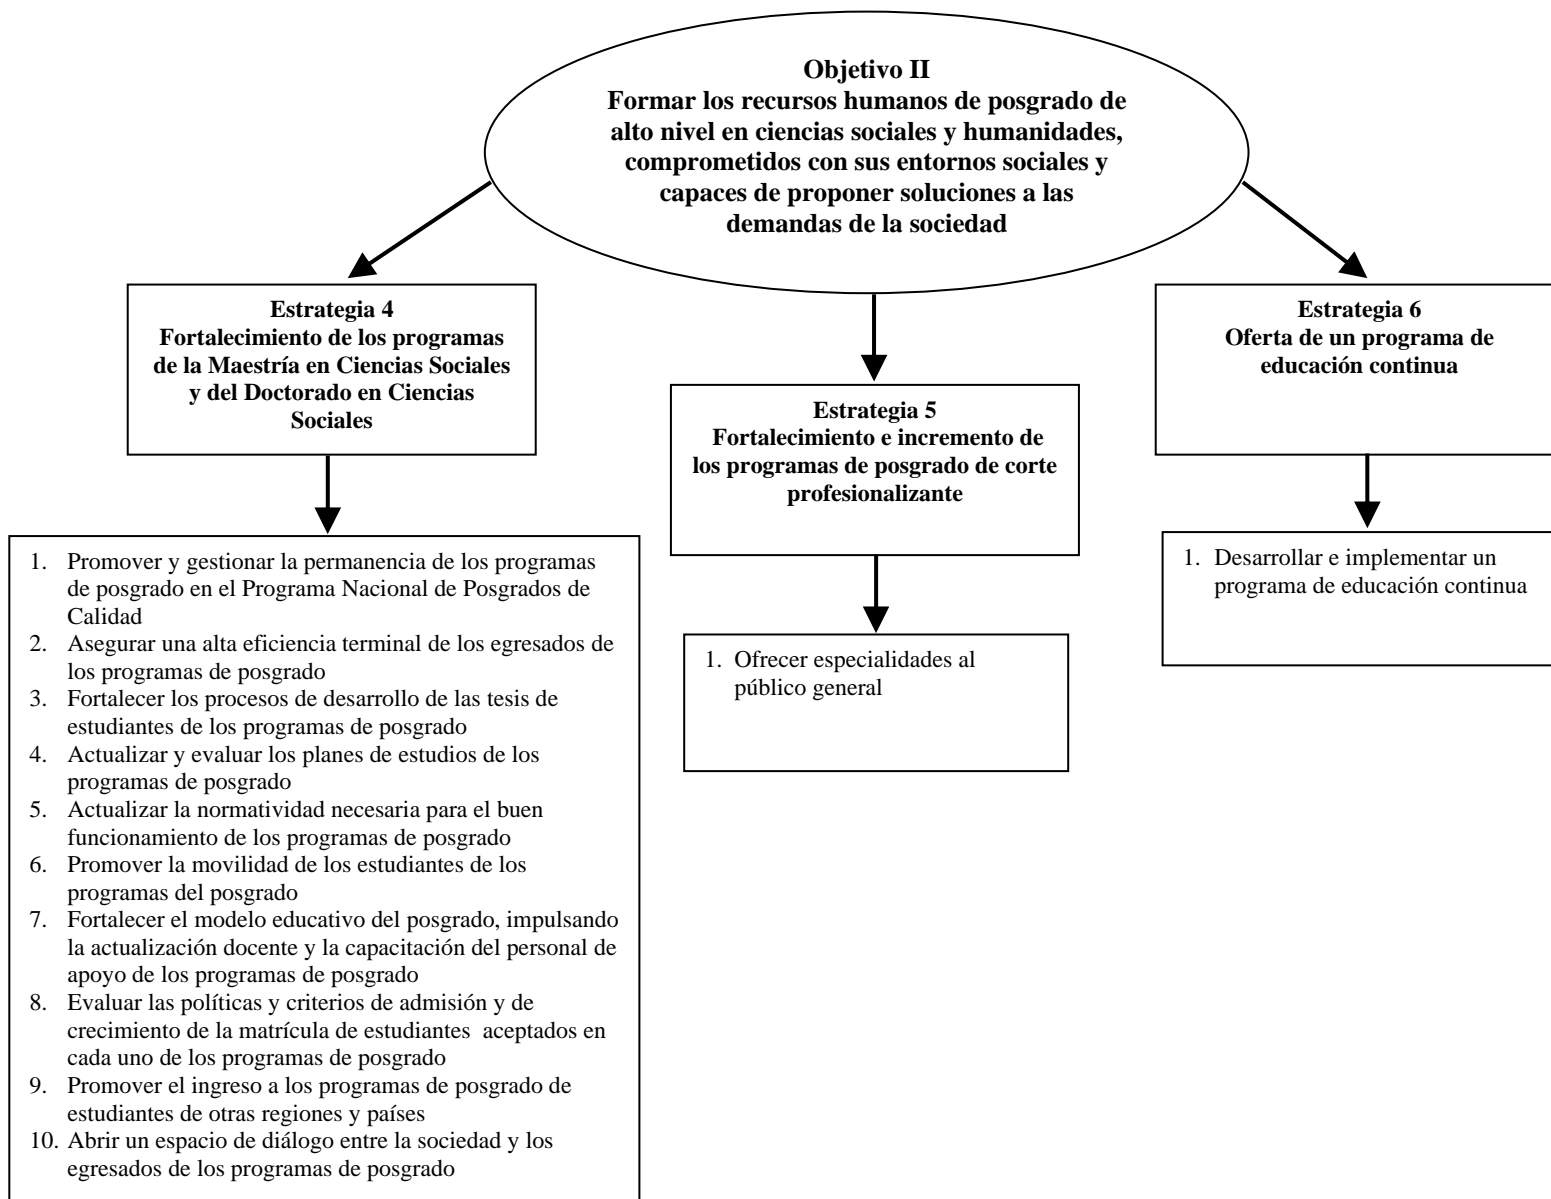 Objetivo II
Formar los recursos humanos de posgrado de
alto nivel en ciencias sociales y humanidades,
comprometidos con sus entornos sociales y
capaces de proponer soluciones a las
demandas de la sociedad
Estrategia 4
Fortalecimiento de los programas
de la Maestría en Ciencias Sociales
y del Doctorado en Ciencias
Sociales
Estrategia 5
Fortalecimiento e incremento de
los programas de posgrado de corte
profesionalizante
Estrategia 6
Oferta de un programa de
educación continua
1. Promover y gestionar la permanencia de los programas
de posgrado en el Programa Nacional de Posgrados de
Calidad
2. Asegurar una alta eficiencia terminal de los egresados de
los programas de posgrado
3. Fortalecer los procesos de desarrollo de las tesis de
estudiantes de los programas de posgrado
4. Actualizar y evaluar los planes de estudios de los
programas de posgrado
5. Actualizar la normatividad necesaria para el buen
funcionamiento de los programas de posgrado
6. Promover la movilidad de los estudiantes de los
programas del posgrado
7. Fortalecer el modelo educativo del posgrado, impulsando
la actualización docente y la capacitación del personal de
apoyo de los programas de posgrado
8. Evaluar las políticas y criterios de admisión y de
crecimiento de la matrícula de estudiantes aceptados en
cada uno de los programas de posgrado
9. Promover el ingreso a los programas de posgrado de
estudiantes de otras regiones y países
10. Abrir un espacio de diálogo entre la sociedad y los
egresados de los programas de posgrado
1. Ofrecer especialidades al
público general
1. Desarrollar e implementar un
programa de educación continua